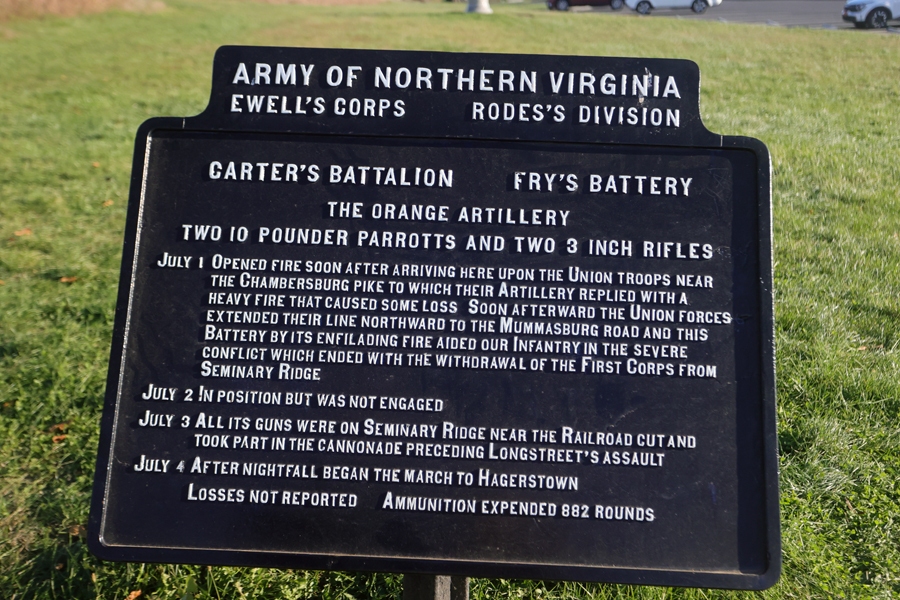 ARMY OF NORTHERN VIRGINIA
EWELL'S CORPS RODES'S DIVISION
CARTER'S BATTALION FRY'S BATTERY
THE ORANGE ARTILLERY
TWO 10 POUNDER PARROTTS AND TWO 3 INCH RIFLES
JULY 1 OPENED FIRE SOON AFTER ARRIVING HERE UPON THE UNION TROOPS NEAR
THE CHAMBERSBURG PIKE TO WHICH THEIR ARTILLERY REPLIED WITH A
HEAVY FIRE THAT CAUSED SOME LOSS SOON AFTERWARD THE UNION FORCES
EXTENDED THEIR LINE NORTHWARD TO THE MUMMASBURG ROAD AND THIS
BATTERY BY ITS ENFILADING FIRE AIDED OUR INFANTRY IN THE SEVERE
CONFLICT WHICH ENDED WITH THE WITHDRAWAL OF THE FIRST CORPS FROM
SEMINARY RIDGE
JULY 2 IN POSITION BUT WAS NOT ENGAGED
JULY 3 ALL ITS GUNS WERE ON SEMINARY RIDGE NEAR THE RAILROAD CUT AND
TOOK PART IN THE CANNONADE PRECEDING LONGSTREET'S ASSAULT
JULY 4 AFTER NIGHTFALL BEGAN THE MARCH TO HAGERSTOWN
LOSSES NOT REPORTED AMMUNITION EXPENDED 882 ROUNDS